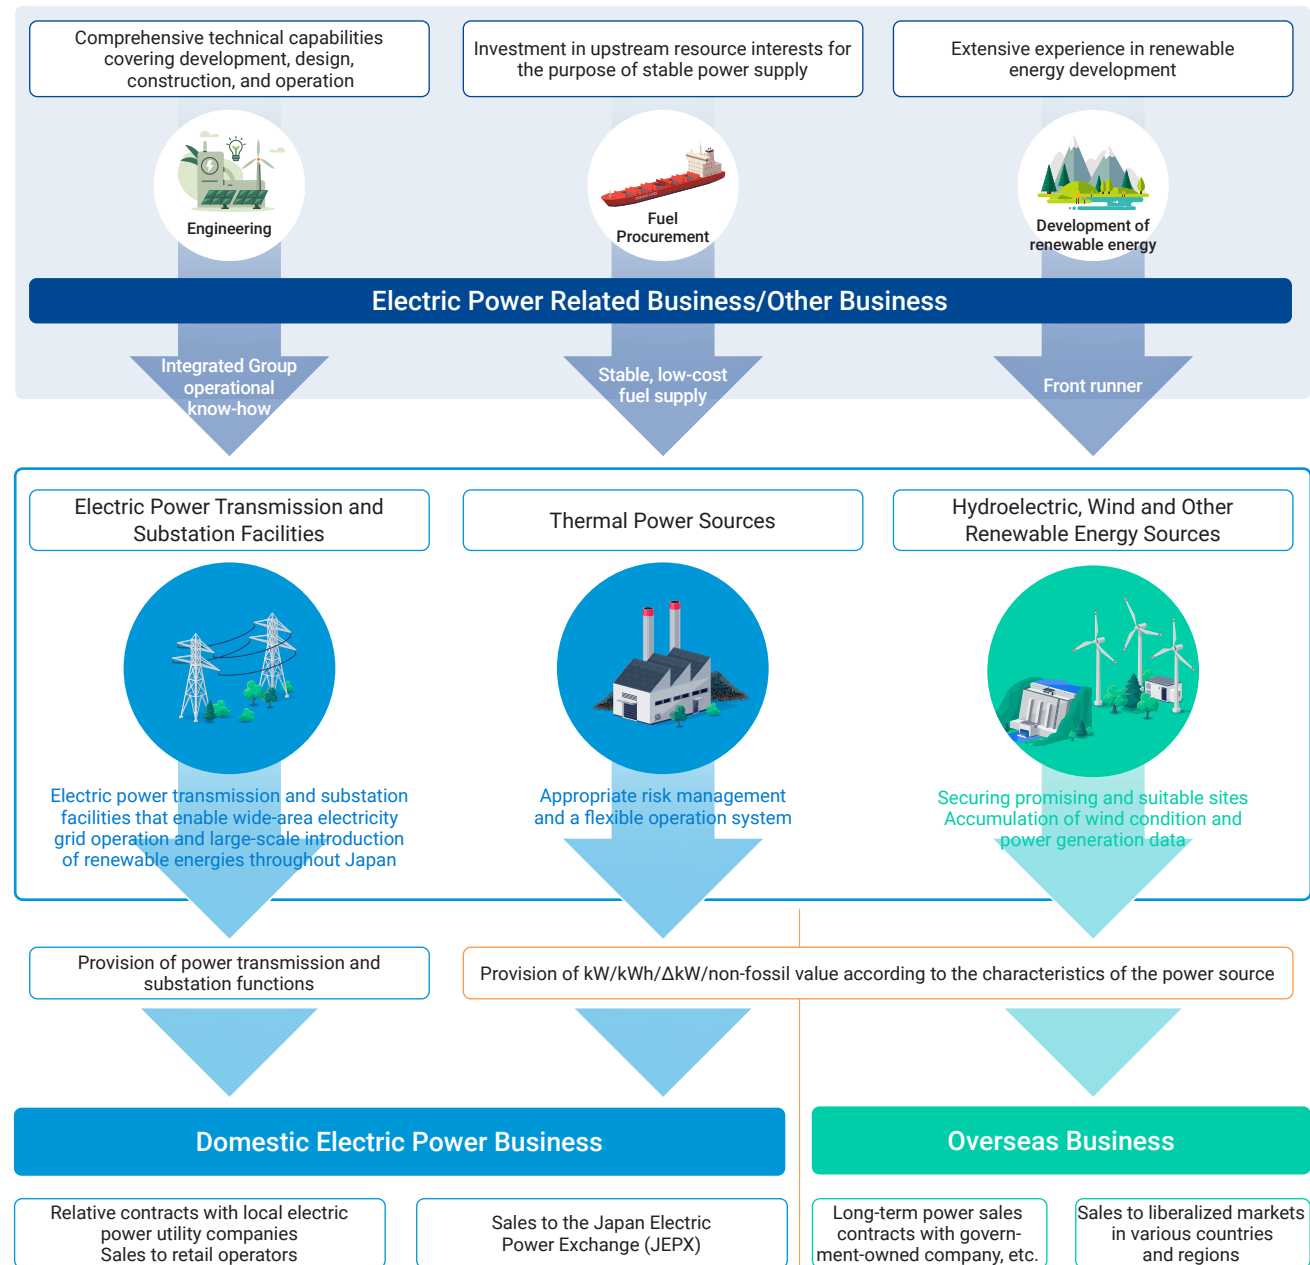 Comprehensive technical capabilities
covering development, design,
construction, and operation
Investment in upstream resource interests for
the purpose of stable power supply
Extensive experience in renewable
energy development
Engineering
Fuel
Procurement
Development of
renewable energy
Electric Power Related Business/Other Business
Integrated Group
operational
know-how
Stable, low-cost
fuel supply
Front runner
Electric Power Transmission and
Substation Facilities
Thermal Power Sources
Hydroelectric, Wind and Other
Renewable Energy Sources
Electric power transmission and substation
facilities that enable wide-area electricity
grid operation and large-scale introduction
of renewable energies throughout Japan
Appropriate risk management
and a flexible operation system
Securing promising and suitable sites
Accumulation of wind condition and
power generation data
Provision of power transmission and
substation functions
Provision of kW/kWh/ΔkW/non-fossil value according to the characteristics of the power source
Domestic Electric Power Business
Overseas Business
Relative contracts with local electric
power utility companies
Sales to retail operators
Sales to the Japan Electric
Power Exchange (JEPX)
Long-term power sales
contracts with govern-
ment-owned company, etc.
Sales to liberalized markets
in various countries
and regions